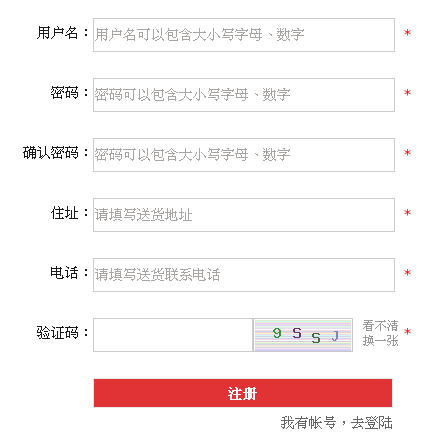 用户名：用户名可以包含大小写字母、数字 *
密码：密码可以包含大小写字母、数字 *
确认密码：密码可以包含大小写字母、数字 *
住址：请填写送货地址 *
电话：请填写送货联系电话 *
验证码：9SSJ 看不清 *
换一张
注册
我有帐号，去登陆